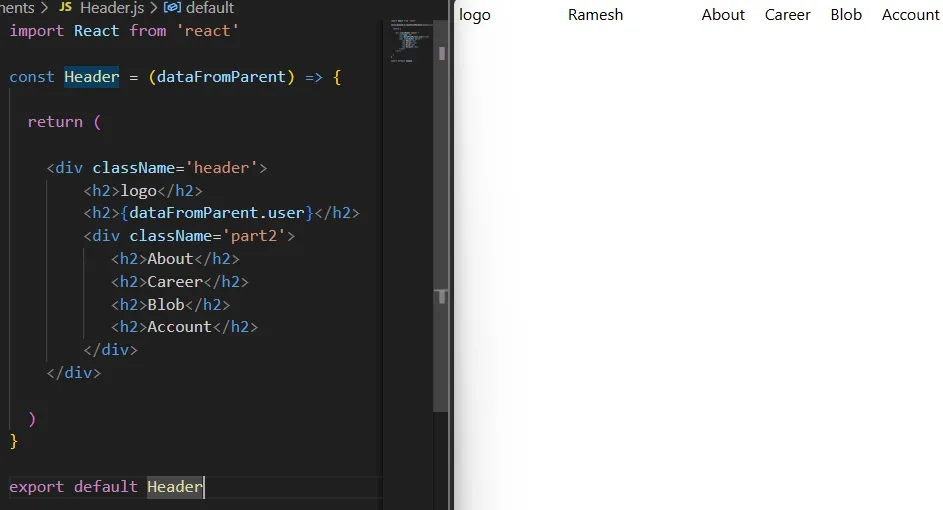 nents > JS Header.js > default
import React from 'react'
const Header = (dataFromParent) => {
return (
<div className='header'>
<h2>logo</h2>
<h2>{dataFromParent.user}</h2>
<div className='part2'>
<h2>About</h2>
<h2>Career</h2>
<h2>Blob</h2>
<h2>Account</h2>
</div>
</div>
)
}
export default Header
logo Ramesh About Career Blob Account